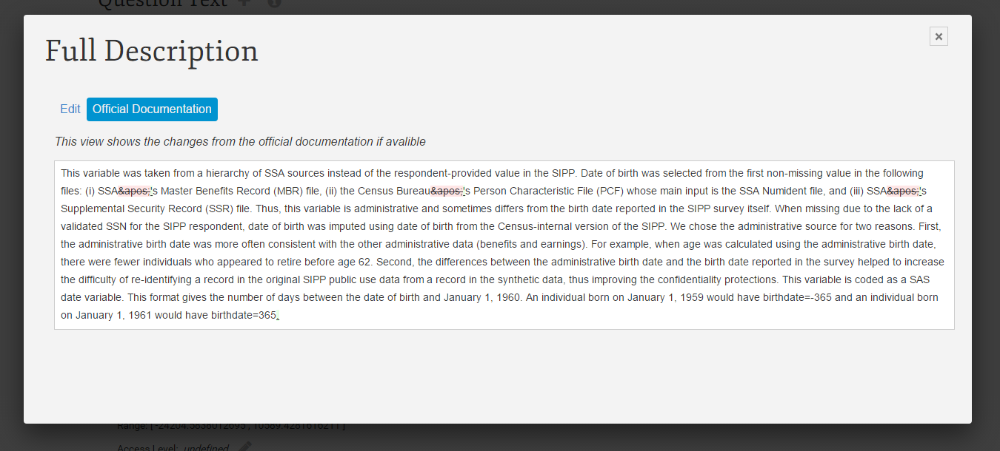 Question Text
Full Description
Edit Official Documentation
This view shows the changes from the official documentation if avalible
This variable was taken from a hierarchy of SSA sources instead of the respondent-provided value in the SIPP. Date of birth was selected from the first non-missing value in the following
files: (i) SSA&apos;'s Master Benefits Record (MBR) file, (ii) the Census Bureau&apos;'s Person Characteristic File (PCF) whose main input is the SSA Numident file, and (iii) SSA&apos;'s
Supplemental Security Record (SSR) file. Thus, this variable is administrative and sometimes differs from the birth date reported in the SIPP survey itself. When missing due to the lack of a
validated SSN for the SIPP respondent, date of birth was imputed using date of birth from the Census-internal version of the SIPP. We chose the administrative source for two reasons. First,
the administrative birth date was more often consistent with the other administrative data (benefits and earnings). For example, when age was calculated using the administrative birth date,
there were fewer individuals who appeared to retire before age 62. Second, the differences between the administrative birth date and the birth date reported in the survey helped to increase
the difficulty of re-identifying a record in the original SIPP public use data from a record in the synthetic data, thus improving the confidentiality protections. This variable is coded as a SAS
date variable. This format gives the number of days between the date of birth and January 1, 1960. An individual born on January 1, 1959 would have birthdate=-365 and an individual born
on January 1, 1961 would have birthdate=365.
Range: [ -24204.5838012695 , 10589.4281616211 ]
Access Level: undefined